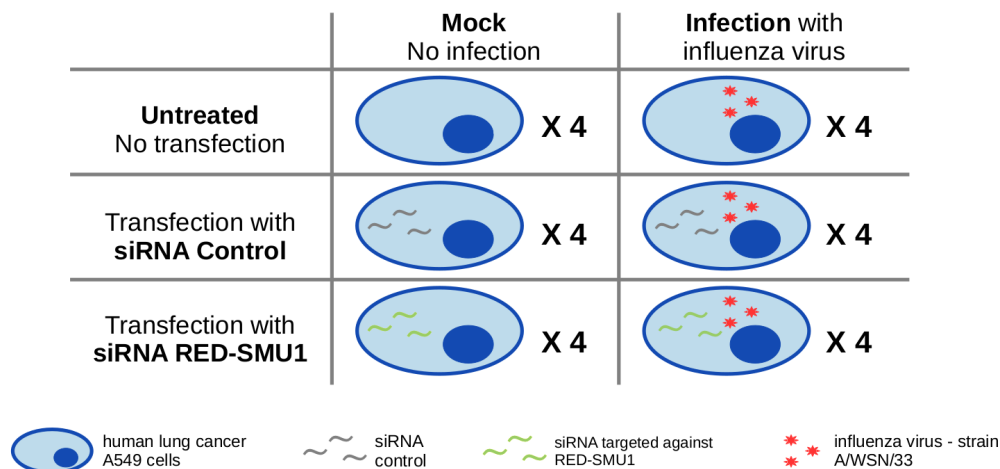 Mock
No infection
Infection with
influenza virus
Untreated
No transfection
X 4
X 4
Transfection with
siRNA Control
X 4
X 4
Transfection with
siRNA RED-SMU1
X 4
X 4
human lung cancer
A549 cells
siRNA
control
siRNA targeted against
RED-SMU1
influenza virus - strain
A/WSN/33